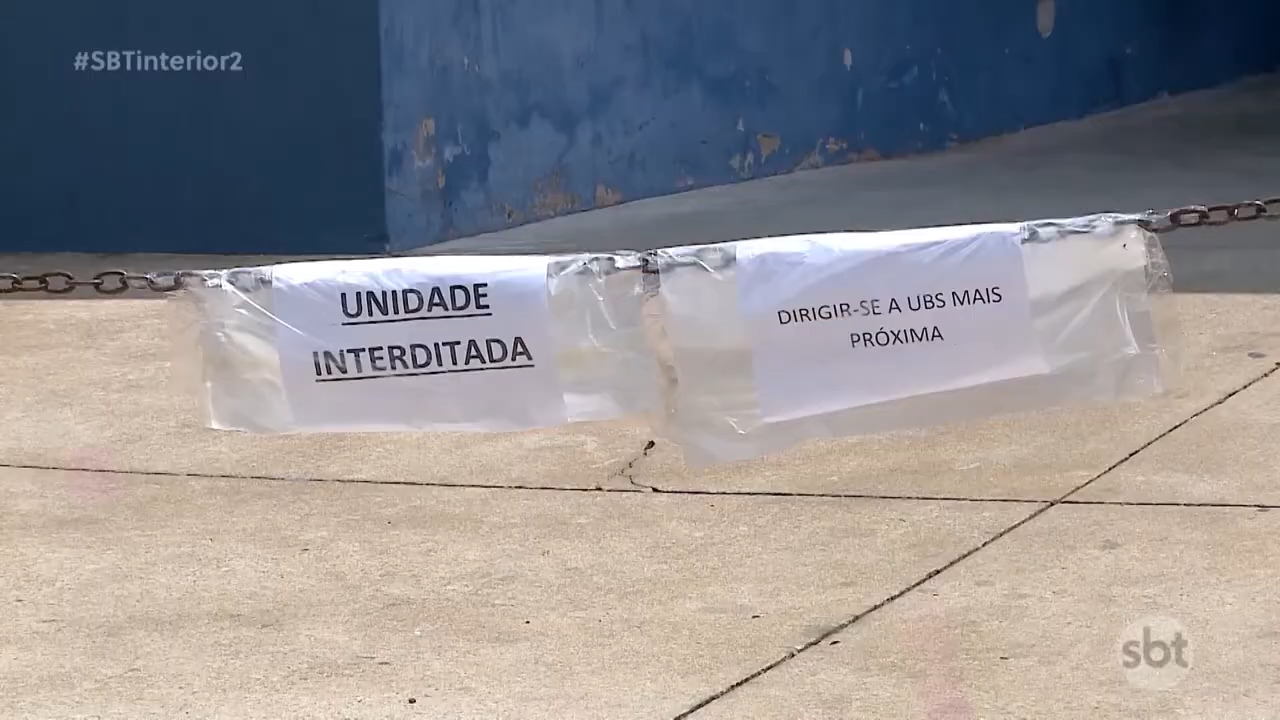 #SBTinterior2
UNIDADE
INTERDITADA
DIRIGIR-SE A UBS MAIS
PRÓXIMA
sbt